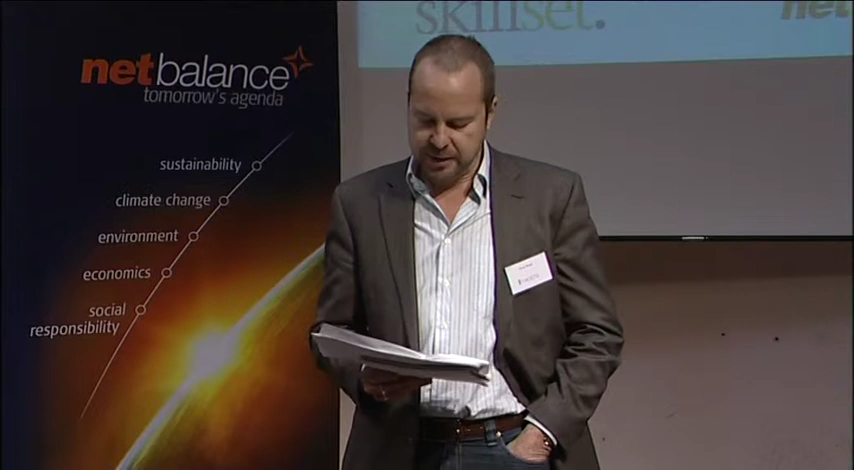 netbalance
tomorrow's agenda
sustainability
climate change
environment
economics
social
responsibility
skillset.
net